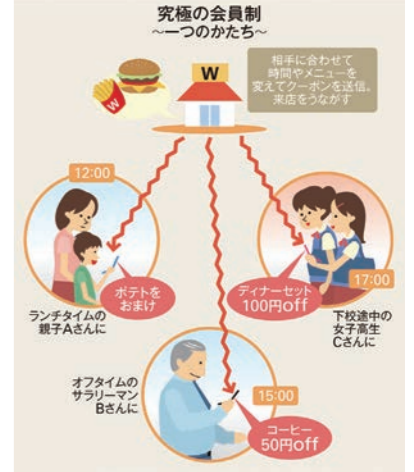 究極の会員制
～一つのかたち～
W
W
相手に合わせて
時間やメニューを
変えてクーポンを送信。
来店をうながす
12:00
ポテトを
おまけ
ランチタイムの
親子Aさんに
ディナーセット
100円off
17:00
下校途中の
女子高生
Cさんに
オフタイムの
サラリーマン
Bさんに
15:00
コーヒー
50円off